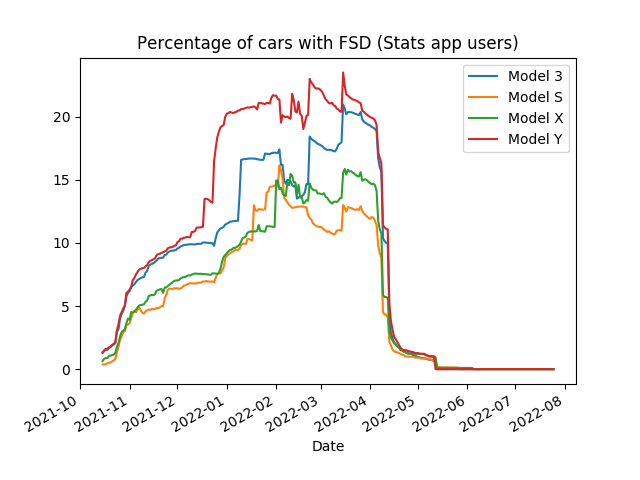 Percentage of cars with FSD (Stats app users)
Model 3
Model S
Model X
Model Y
20
15
10
5
0
2021-10
2021-11
2021-12
2022-01
2022-02
2022-03
2022-04
2022-05
2022-06
2022-07
2022-08
Date